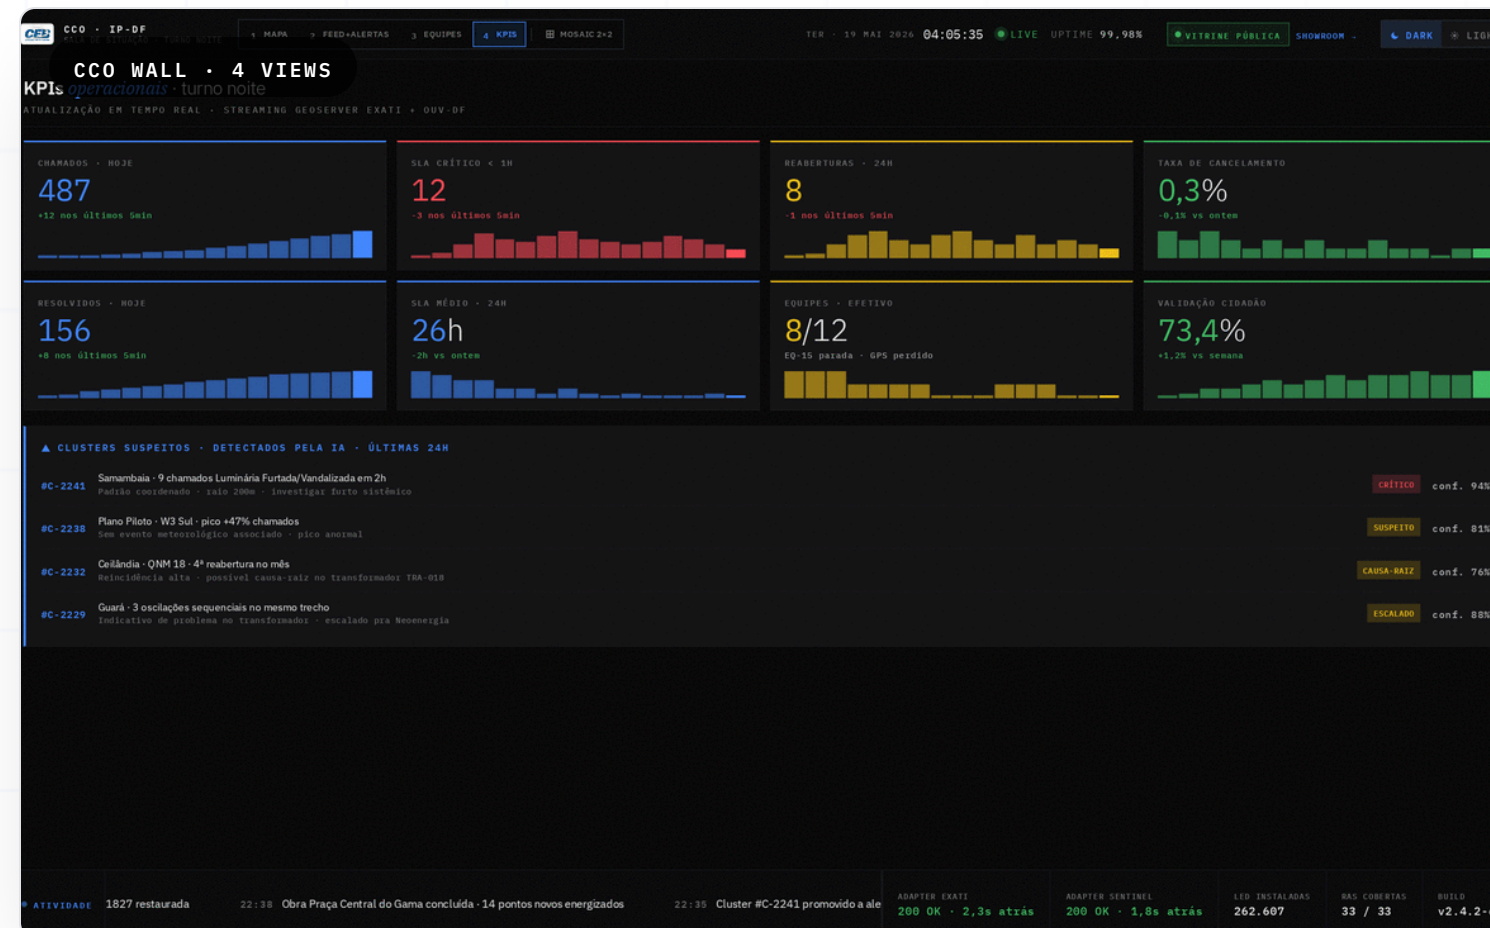 CEB
CCO · IP-DF
1 MAPA
2 FEED+ALERTAS
3 EQUIPES
4 KPIS
MOSAIC 2×2
TER · 19 MAI 2026
04:05:35
LIVE
UPTIME 99,98%
VITRINE PÚBLICA
SHOWROOM
DARK
LIGH
CCO WALL · 4 VIEWS
KPIs operacionais · turno noite
ATUALIZAÇÃO EM TEMPO REAL · STREAMING GEOSERVER EXATI + OUV-DF
CHAMADOS · HOJE
487
+12 nos últimos 5min
SLA CRÍTICO < 1H
12
-3 nos últimos 5min
REABERTURAS · 24H
8
-1 nos últimos 5min
TAXA DE CANCELAMENTO
0,3%
-0,1% vs ontem
RESOLVIDOS · HOJE
156
+8 nos últimos 5min
SLA MÉDIO · 24H
26h
-2h vs ontem
EQUIPES · EFETIVO
8/12
EQ-15 parada · GPS perdido
VALIDAÇÃO CIDADÃO
73,4%
+1,2% vs semana
▲ CLUSTERS SUSPEITOS · DETECTADOS PELA IA · ÚLTIMAS 24H
#C-2241
Samambaia · 9 chamados Luminária Furtada/Vandalizada em 2h
Padrão coordenado · raio 200m · investigar furto sistêmico
CRÍTICO
conf. 94%
#C-2238
Plano Piloto · W3 Sul · pico +47% chamados
Sem evento meteorológico associado · pico anormal
SUSPEITO
conf. 81%
#C-2232
Ceilândia · QNM 18 · 4ª reabertura no mês
Reincidência alta · possível causa-raiz no transformador TRA-018
CAUSA-RAIZ
conf. 76%
#C-2229
Guará · 3 oscilações sequenciais no mesmo trecho
Indicativo de problema no transformador · escalado pra Neoenergia
ESCALADO
conf. 88%
ATIVIDADE
1827 restaurada
22:38 Obra Praça Central do Gama concluída · 14 pontos novos energizados
22:35 Cluster #C-2241 promovido a ale
ADAPTER EXATI
200 OK · 2,3s atrás
ADAPTER SENTINEL
200 OK · 1,8s atrás
LED INSTALADAS
262.607
RAS COBERTAS
33 / 33
BUILD
v2.4.2-